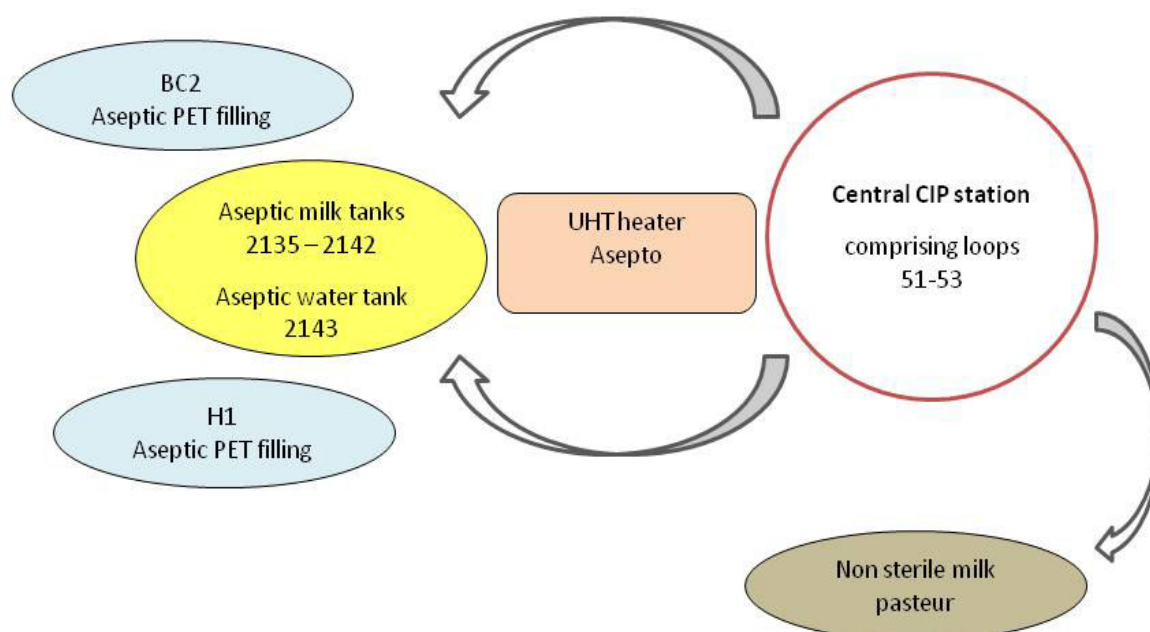 BC2
Aseptic PET filling
Aseptic milk tanks
2135 – 2142
Aseptic water tank
2143
H1
Aseptic PET filling
UHT heater
Asepto
Central CIP station
comprising loops
51-53
Non sterile milk
pasteur